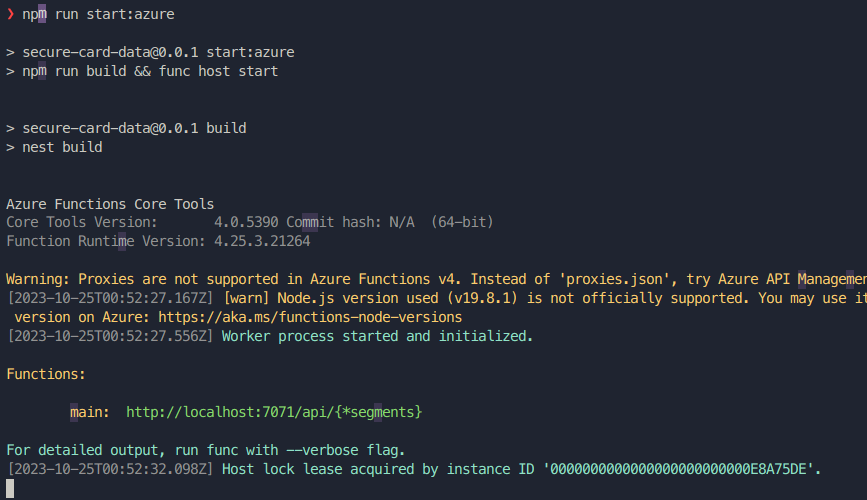 ❯ npm run start:azure
> secure-card-data@0.0.1 start:azure
> npm run build && func host start
> secure-card-data@0.0.1 build
> nest build
Azure Functions Core Tools
Core Tools Version:       4.0.5390 Commit hash: N/A  (64-bit)
Function Runtime Version: 4.25.3.21264
Warning: Proxies are not supported in Azure Functions v4. Instead of 'proxies.json', try Azure API Managemen
[2023-10-25T00:52:27.167Z] [warn] Node.js version used (v19.8.1) is not officially supported. You may use it
 version on Azure: https://aka.ms/functions-node-versions
[2023-10-25T00:52:27.556Z] Worker process started and initialized.
Functions:
        main:  http://localhost:7071/api/{*segments}
For detailed output, run func with --verbose flag.
[2023-10-25T00:52:32.098Z] Host lock lease acquired by instance ID '000000000000000000000000E8A75DE'.